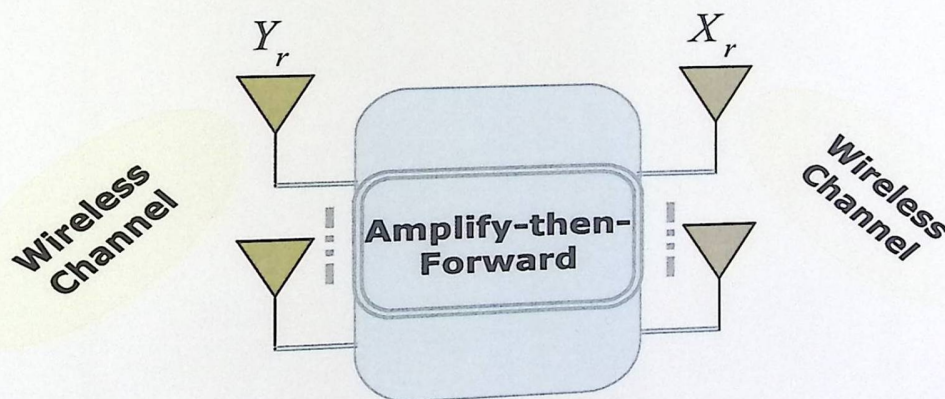 Y_r
X_r
Wireless
Channel
Amplify-then-
Forward
Wireless
Channel